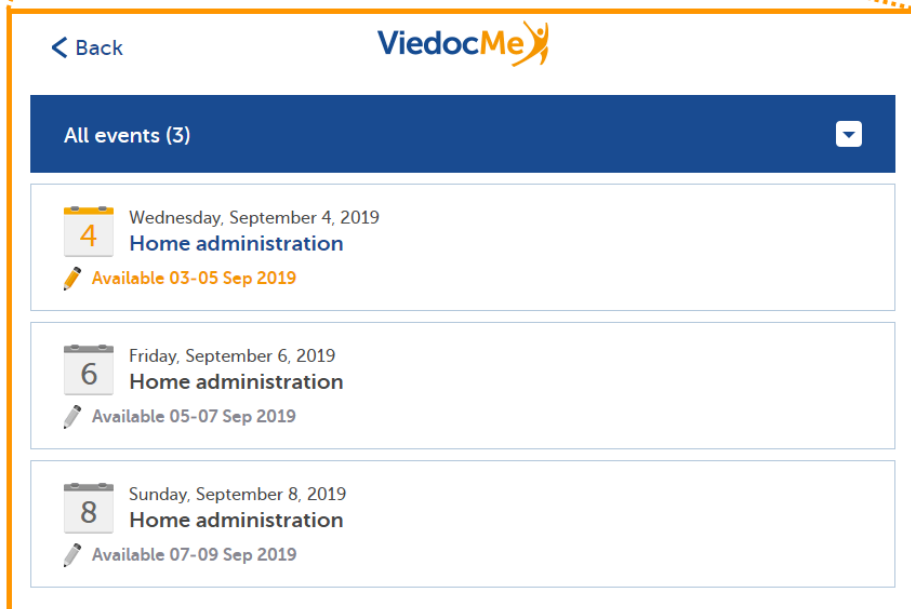 Back
ViedocMe
All events (3)
4
Wednesday, September 4, 2019
Home administration
Available 03-05 Sep 2019
6
Friday, September 6, 2019
Home administration
Available 05-07 Sep 2019
8
Sunday, September 8, 2019
Home administration
Available 07-09 Sep 2019